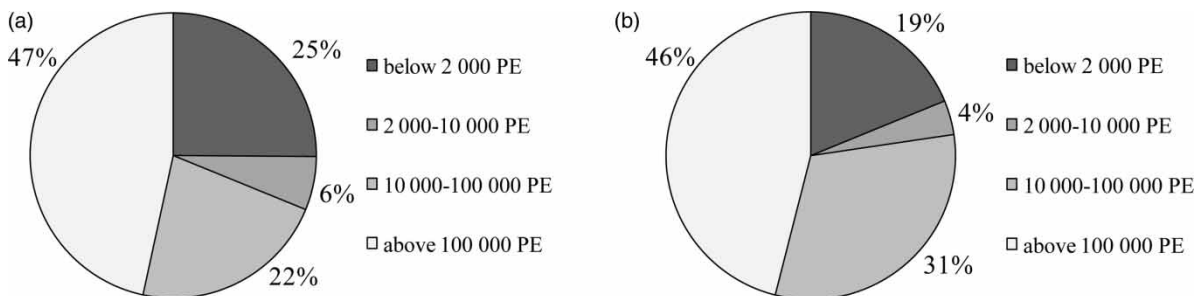 (a)
47%
25%
6%
22%
below 2 000 PE
2 000-10 000 PE
10 000-100 000 PE
above 100 000 PE
(b)
46%
19%
4%
31%
below 2 000 PE
2 000-10 000 PE
10 000-100 000 PE
above 100 000 PE